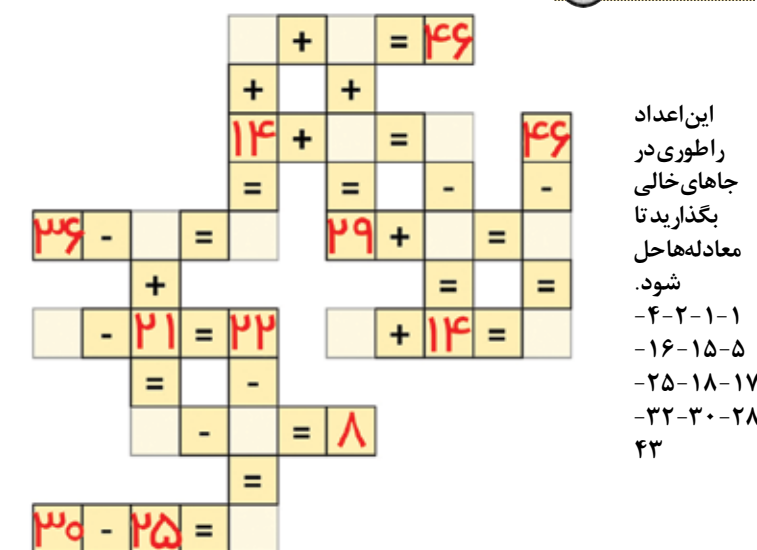 + = ۴۶
+ +
۱۴ + = ۴۶
= = - -
۳۶ - = ۲۹ + =
+ = =
- ۲۱ = ۲۲ + ۱۴ =
= -
- = ۸
=
۳۰ - ۲۵ =
این اعداد
را طوری در
جاهای خالی
بگذارید تا
معادله‌ها حل
شود.
۱-۱-۲-۴-
۵-۱۵-۱۶-
۱۷-۱۸-۲۵-
۲۸-۳۰-۳۲-
۴۳